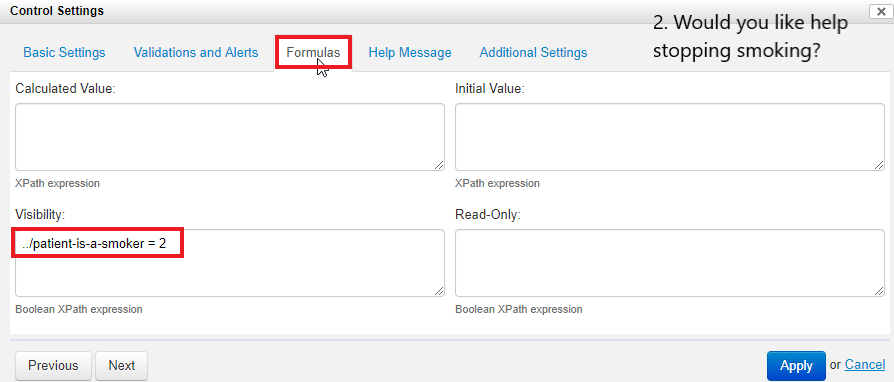 Control Settings
2. Would you like help
stopping smoking?
Basic Settings
Validations and Alerts
Formulas
Help Message
Additional Settings
Calculated Value:
Initial Value:
XPath expression
XPath expression
Visibility:
Read-Only:
../patient-is-a-smoker = 2
Boolean XPath expression
Boolean XPath expression
Previous
Next
Apply
or Cancel